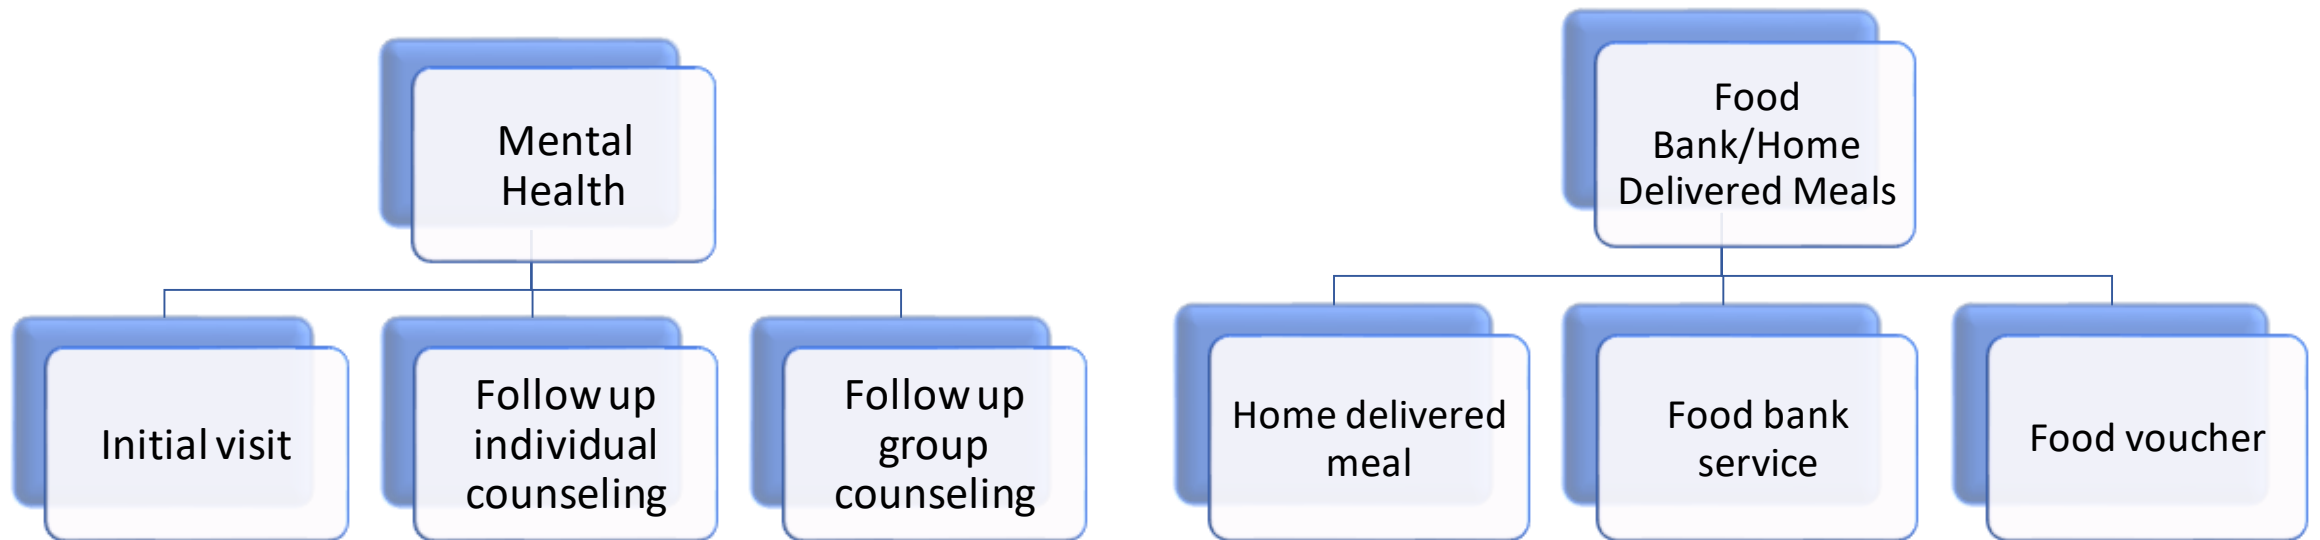 Mental
Health
Initial visit
Follow up
individual
counseling
Follow up
group
counseling
Food
Bank/Home
Delivered Meals
Home delivered
meal
Food bank
service
Food voucher